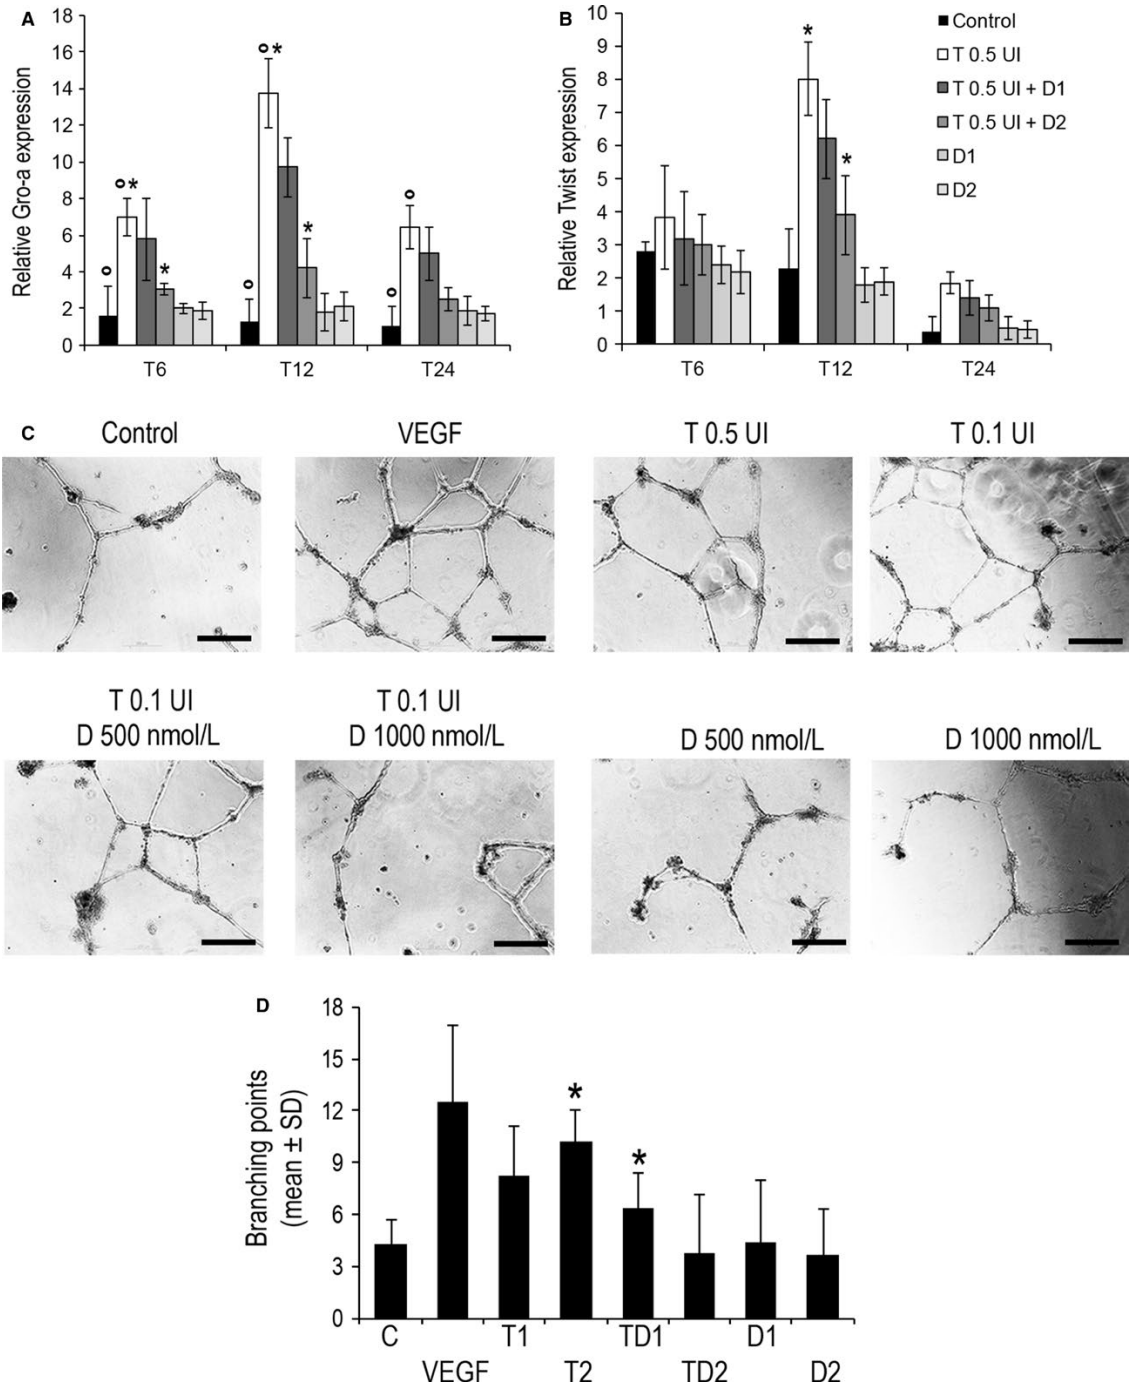 A
Relative Gro-a expression
18
16
14
12
10
8
6
4
2
0
o
o *
*
o
o *
*
o
o
T6
T12
T24
B
Relative Twist expression
10
9
8
7
6
5
4
3
2
1
0
*
*
T6
T12
T24
Control
T 0.5 UI
T 0.5 UI + D1
T 0.5 UI + D2
D1
D2
C
Control
VEGF
T 0.5 UI
T 0.1 UI
T 0.1 UI
D 500 nmol/L
T 0.1 UI
D 1000 nmol/L
D 500 nmol/L
D 1000 nmol/L
D
Branching points
(mean ± SD)
18
15
12
9
6
3
0
*
*
C
VEGF
T1
T2
TD1
TD2
D1
D2